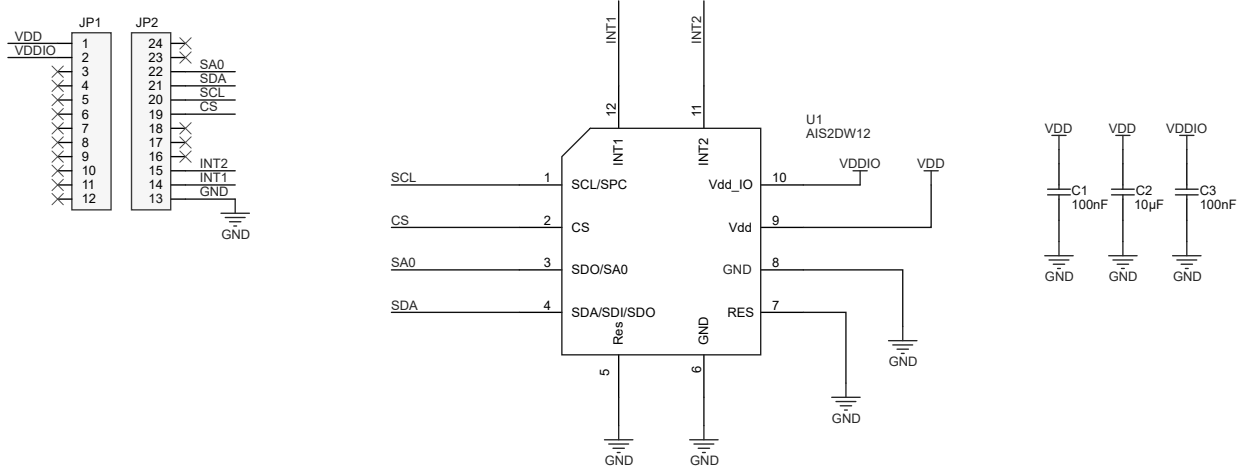 JP1
VDD 1
VDDIO 2
3
4
5
6
7
8
9
10
11
12
JP2
24
23
22 SA0
21 SDA
20 SCL
19 CS
18
17
16
15 INT2
14 INT1
13 GND
GND
INT1
INT2
12
11
U1
AIS2DW12
INT1
INT2
SCL 1 SCL/SPC
CS 2 CS
SA0 3 SDO/SA0
SDA 4 SDA/SDI/SDO
Vdd_IO 10 VDDIO
Vdd 9 VDD
GND 8
GND
RES 7
GND
Res
GND
5
6
GND
GND
VDD
C1
100nF
GND
VDD
C2
10µF
GND
VDDIO
C3
100nF
GND